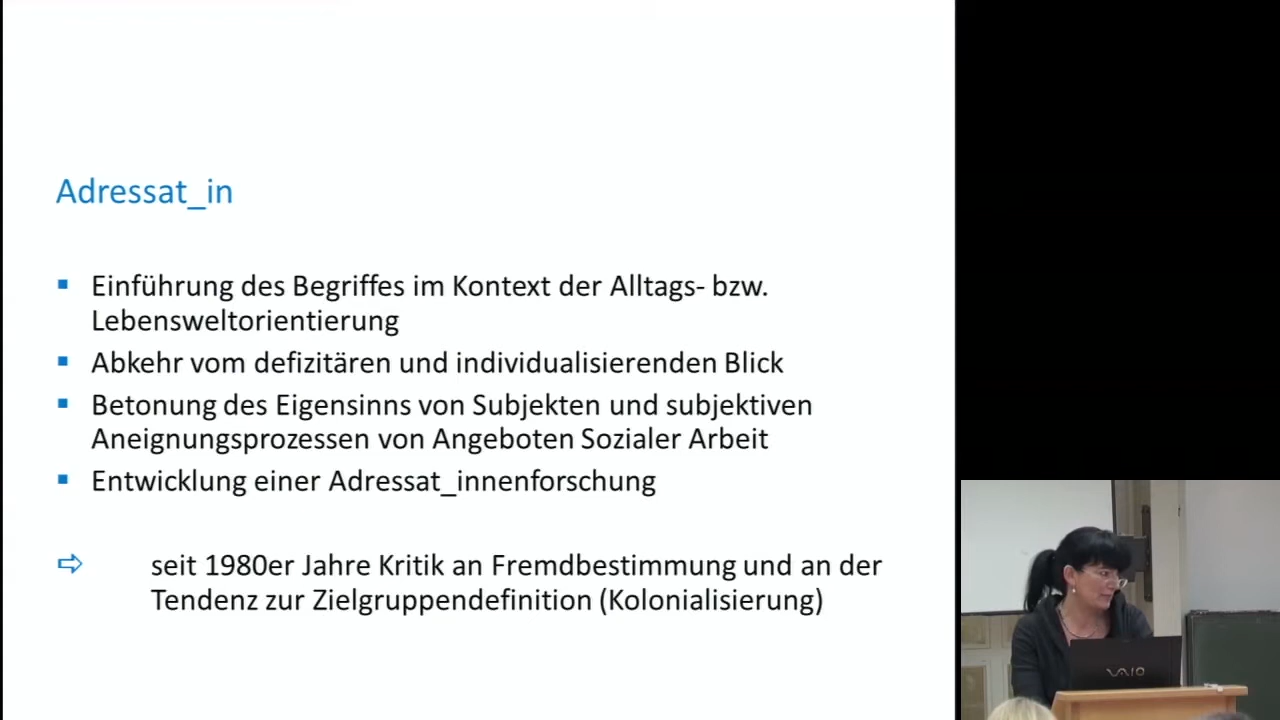 Adressat_in
▪ Einführung des Begriffes im Kontext der Alltags- bzw.
Lebensweltorientierung
▪ Abkehr vom defizitären und individualisierenden Blick
▪ Betonung des Eigensinns von Subjekten und subjektiven
Aneignungsprozessen von Angeboten Sozialer Arbeit
▪ Entwicklung einer Adressat_innenforschung
⇨ seit 1980er Jahre Kritik an Fremdbestimmung und an der
Tendenz zur Zielgruppendefinition (Kolonialisierung)
VAIO